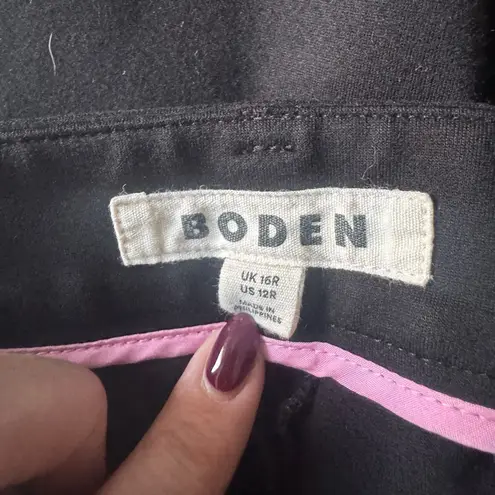 BODEN
UK 16R
US 12R
MADE IN
PHILIPPINES